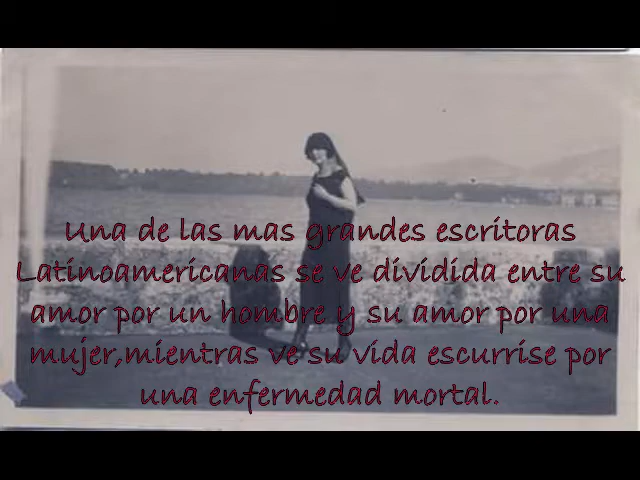 Una de las mas grandes escritoras
Latinoamericanas se ve dividida entre su
amor por un hombre y su amor por una
mujer,mientras ve su vida escurrise por
una enfermedad mortal.